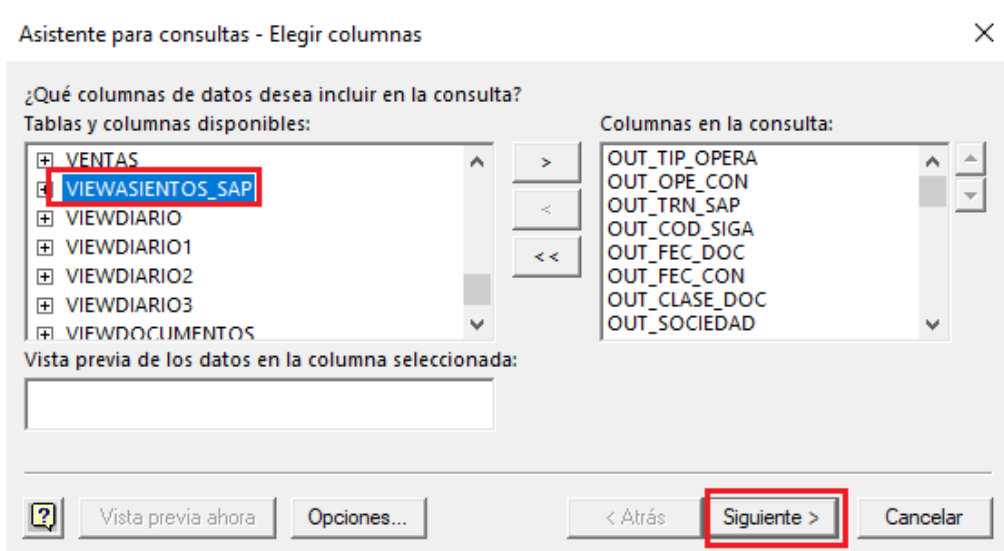 Asistente para consultas - Elegir columnas
¿Qué columnas de datos desea incluir en la consulta?
Tablas y columnas disponibles:
VENTAS
VIEWASIENTOS_SAP
VIEWDIARIO
VIEWDIARIO1
VIEWDIARIO2
VIEWDIARIO3
VIEWDOCUMENTOS
>
<
<<
Columnas en la consulta:
OUT_TIP_OPERA
OUT_OPE_CON
OUT_TRN_SAP
OUT_COD_SIGA
OUT_FEC_DOC
OUT_FEC_CON
OUT_CLASE_DOC
OUT_SOCIEDAD
Vista previa de los datos en la columna seleccionada:
?
Vista previa ahora
Opciones...
< Atrás
Siguiente >
Cancelar